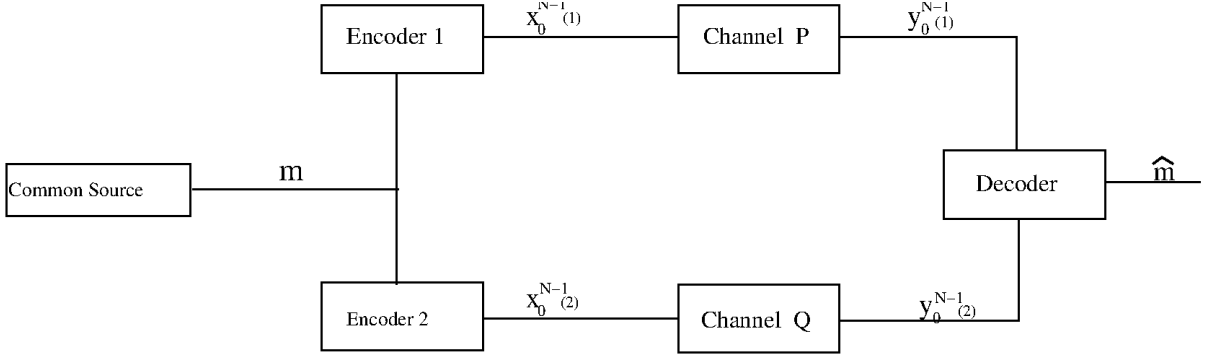 Encoder 1
x_0^{N-1}(1)
Channel P
y_0^{N-1}(1)
Common Source
m
Decoder
m̂
Encoder 2
x_0^{N-1}(2)
Channel Q
y_0^{N-1}(2)